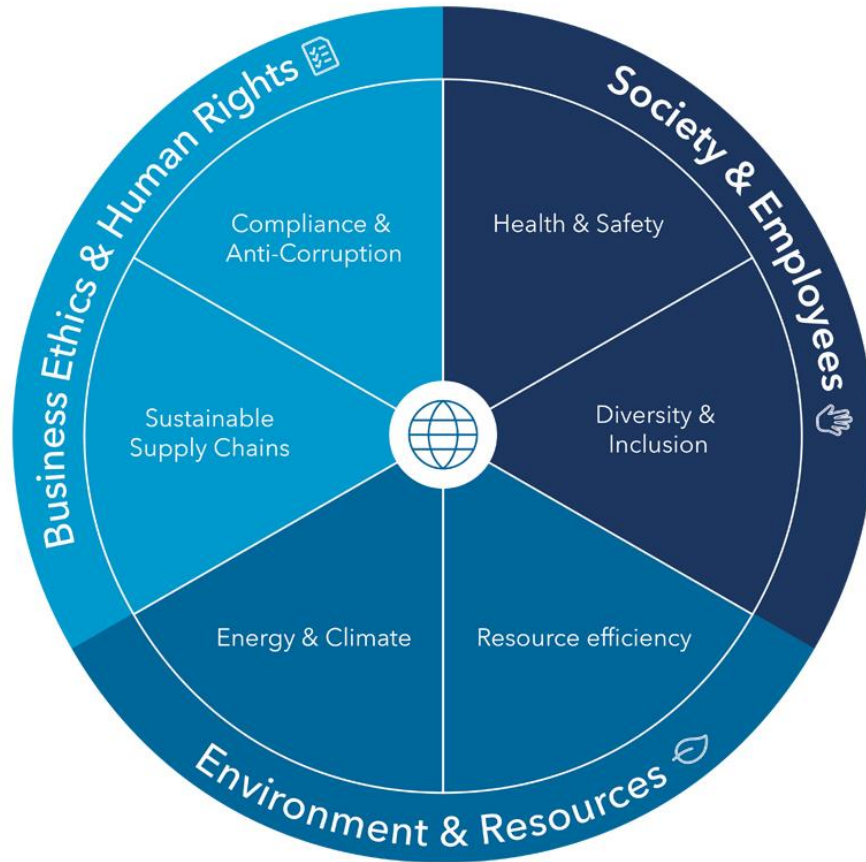 Business Ethics & Human Rights
Society & Employees
Compliance &
Anti-Corruption
Health & Safety
Sustainable
Supply Chains
Diversity &
Inclusion
Energy & Climate
Resource efficiency
Environment & Resources